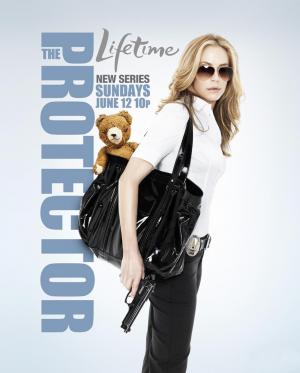 THE
PROTECTOR
Lifetime
NEW SERIES
SUNDAYS
JUNE 12 10P